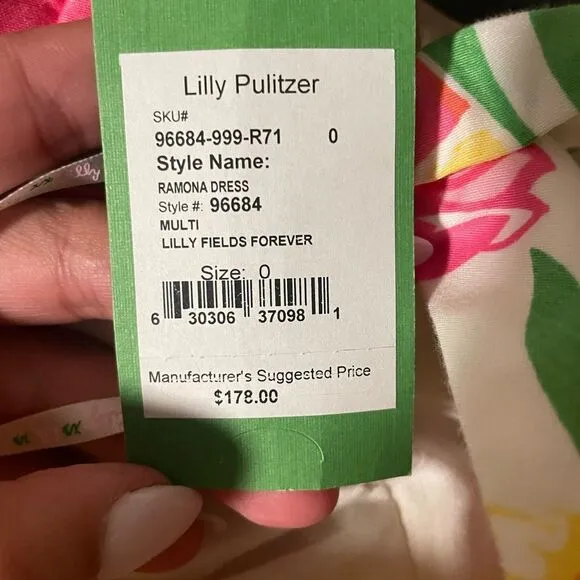 Lilly Pulitzer
SKU#
96684-999-R71 0
Style Name:
RAMONA DRESS
Style #: 96684
MULTI
LILLY FIELDS FOREVER
Size: 0
6 30306 37098 1
Manufacturer's Suggested Price
$178.00
lilly